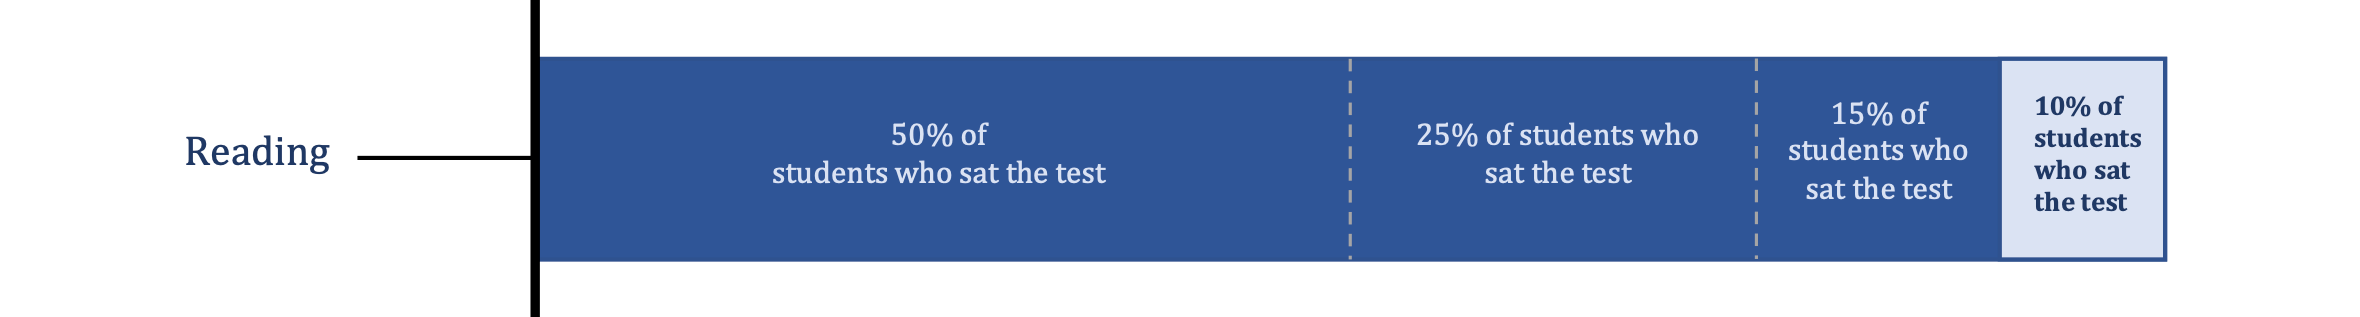 Reading
50% of
students who sat the test
25% of students who
sat the test
15% of
students who
sat the test
10% of
students
who sat
the test